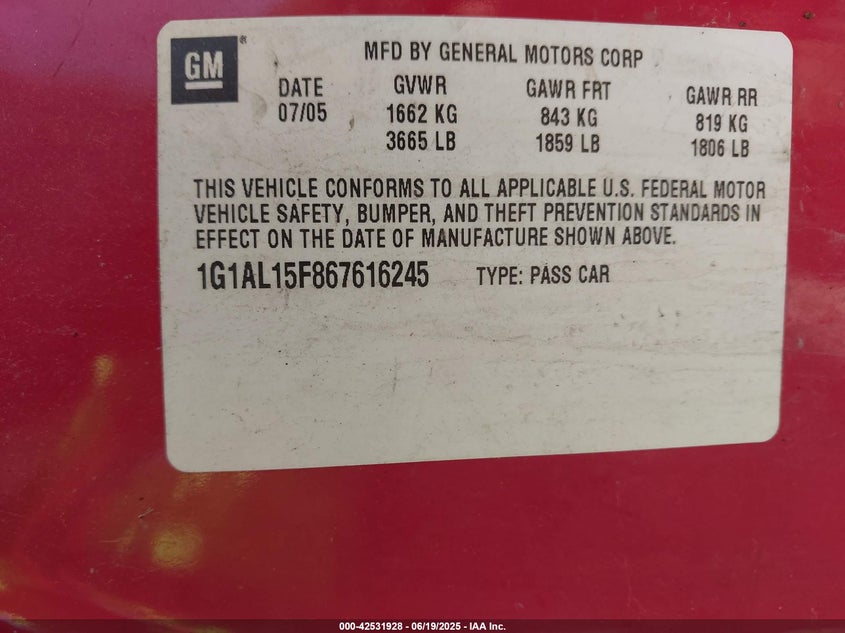 GM®
MFD BY GENERAL MOTORS CORP
DATE GVWR GAWR FRT GAWR RR
07/05 1662 KG 843 KG 819 KG
3665 LB 1859 LB 1806 LB
THIS VEHICLE CONFORMS TO ALL APPLICABLE U.S. FEDERAL MOTOR
VEHICLE SAFETY, BUMPER, AND THEFT PREVENTION STANDARDS IN
EFFECT ON THE DATE OF MANUFACTURE SHOWN ABOVE.
1G1AL15F867616245 TYPE: PASS CAR
000-42531928 - 06/19/2025 - IAA Inc.